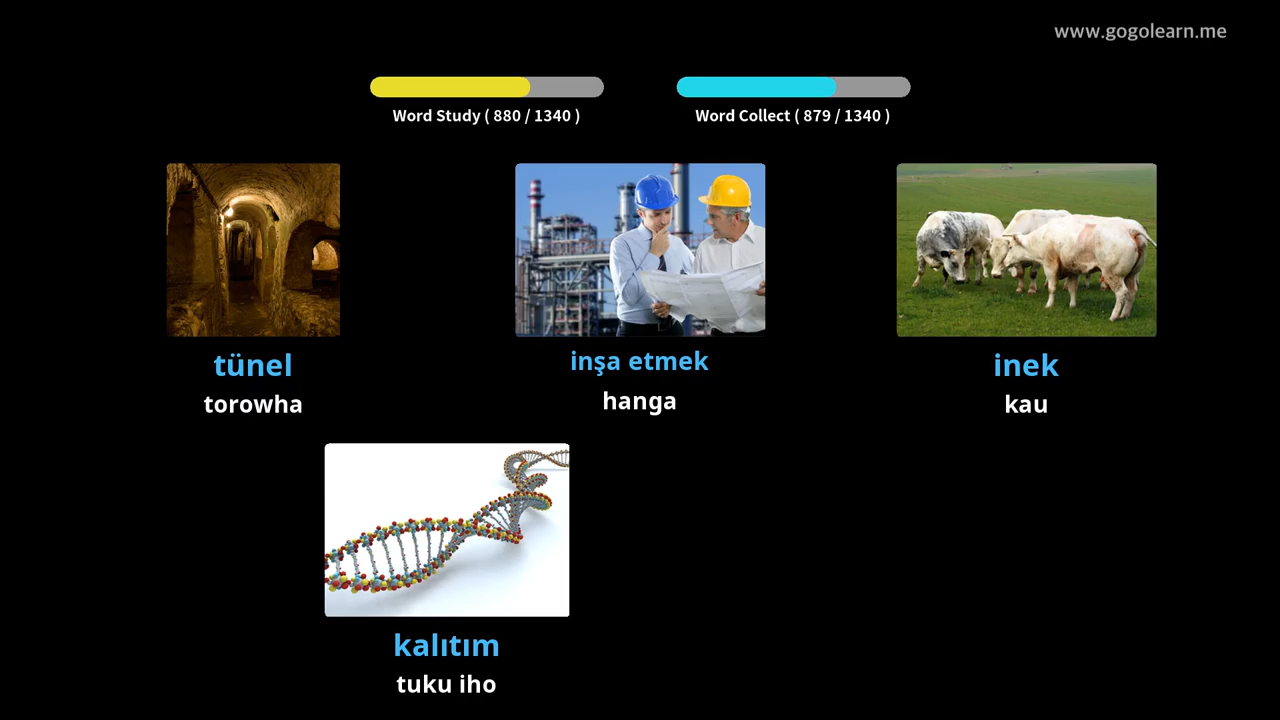 www.gogolearn.me
Word Study ( 880 / 1340 )
Word Collect ( 879 / 1340 )
tünel
torowha
inşa etmek
hanga
inek
kau
kalıtım
tuku iho